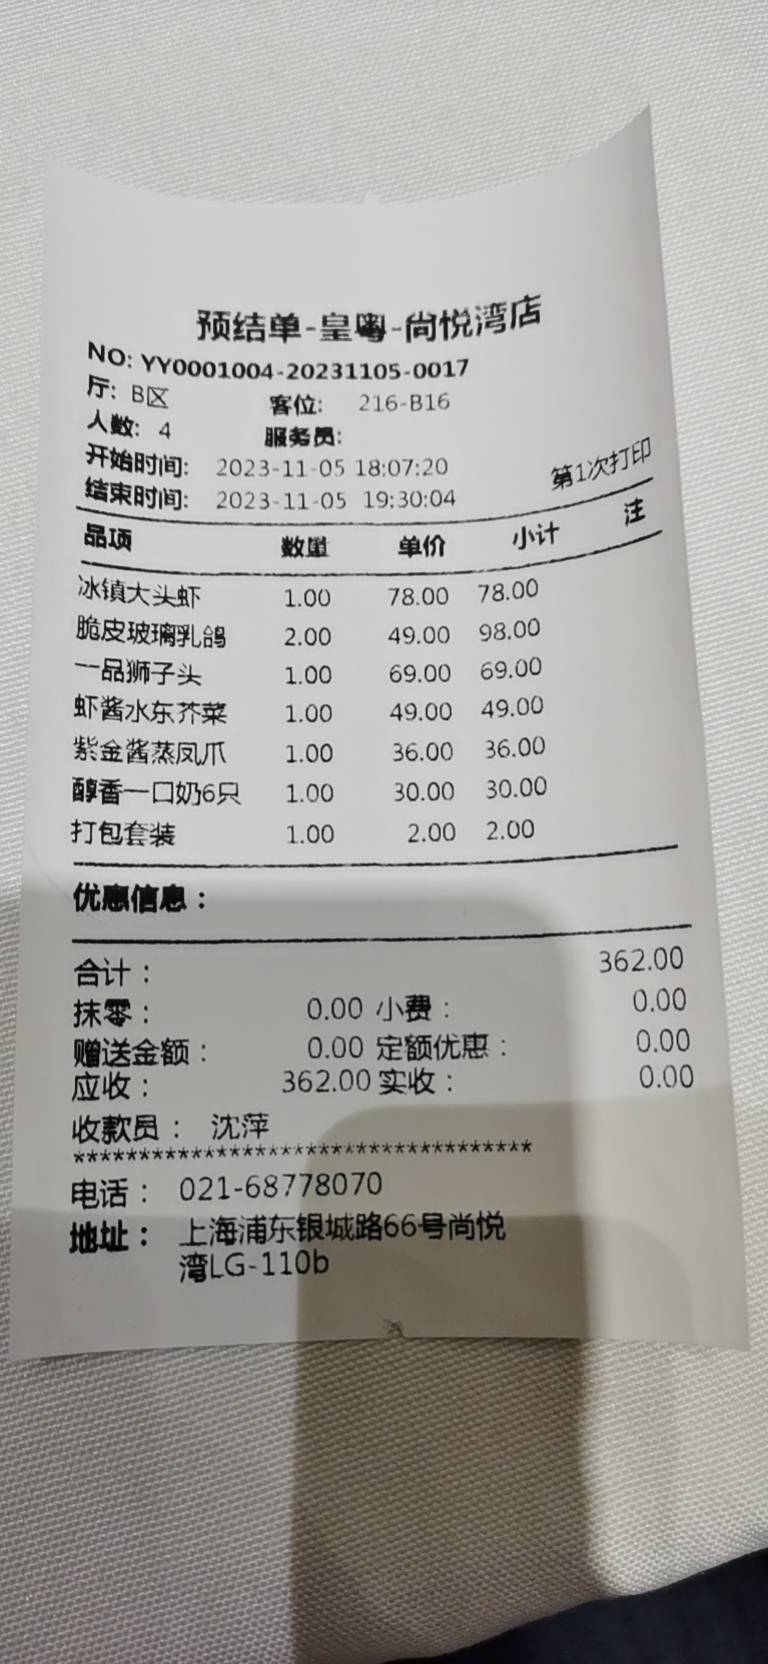 预结单-皇粤-尚悦湾店
NO: YY0001004-20231105-0017
厅: B区 客位: 216-B16
人数: 4 服务员:
开始时间: 2023-11-05 18:07:20 第1次打印
结束时间: 2023-11-05 19:30:04
品项 数量 单价 小计 注
冰镇大头虾 1.00 78.00 78.00
脆皮玻璃乳鸽 2.00 49.00 98.00
一品狮子头 1.00 69.00 69.00
虾酱水东芥菜 1.00 49.00 49.00
紫金酱蒸凤爪 1.00 36.00 36.00
醇香一口奶6只 1.00 30.00 30.00
打包套装 1.00 2.00 2.00
优惠信息：
合计： 362.00
抹零： 0.00 小费： 0.00
赠送金额： 0.00 定额优惠： 0.00
应收： 362.00 实收： 0.00
收款员： 沈萍
***********************************
电话： 021-68778070
地址： 上海浦东银城路66号尚悦
湾LG-110b